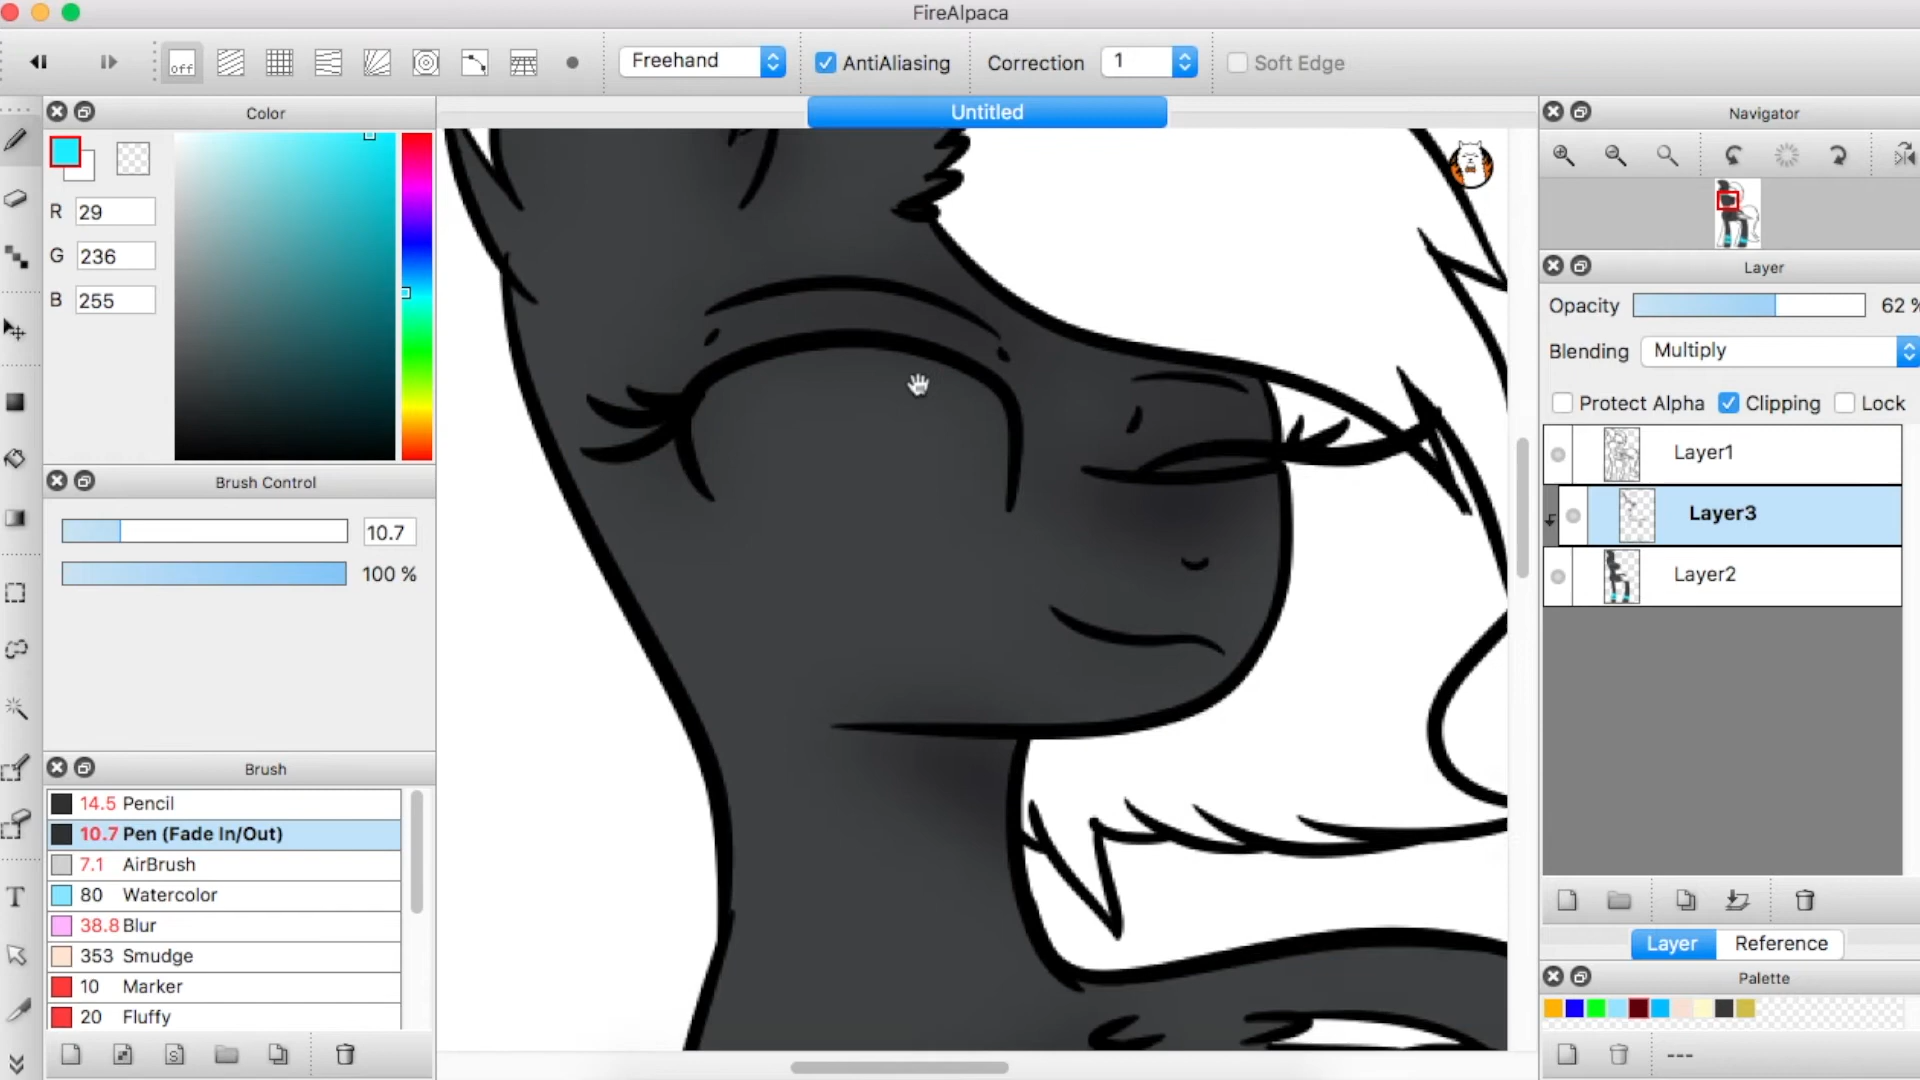 FireAlpaca
off
Freehand
AntiAliasing
Correction
1
Soft Edge
Color
Untitled
Navigator
R 29
G 236
B 255
Layer
Opacity 62 %
Blending Multiply
Protect Alpha Clipping Lock
Layer1
Layer3
Layer2
Brush Control
10.7
100 %
Brush
14.5 Pencil
10.7 Pen (Fade In/Out)
7.1 AirBrush
80 Watercolor
38.8 Blur
353 Smudge
10 Marker
20 Fluffy
T
S
Layer Reference
Palette
---